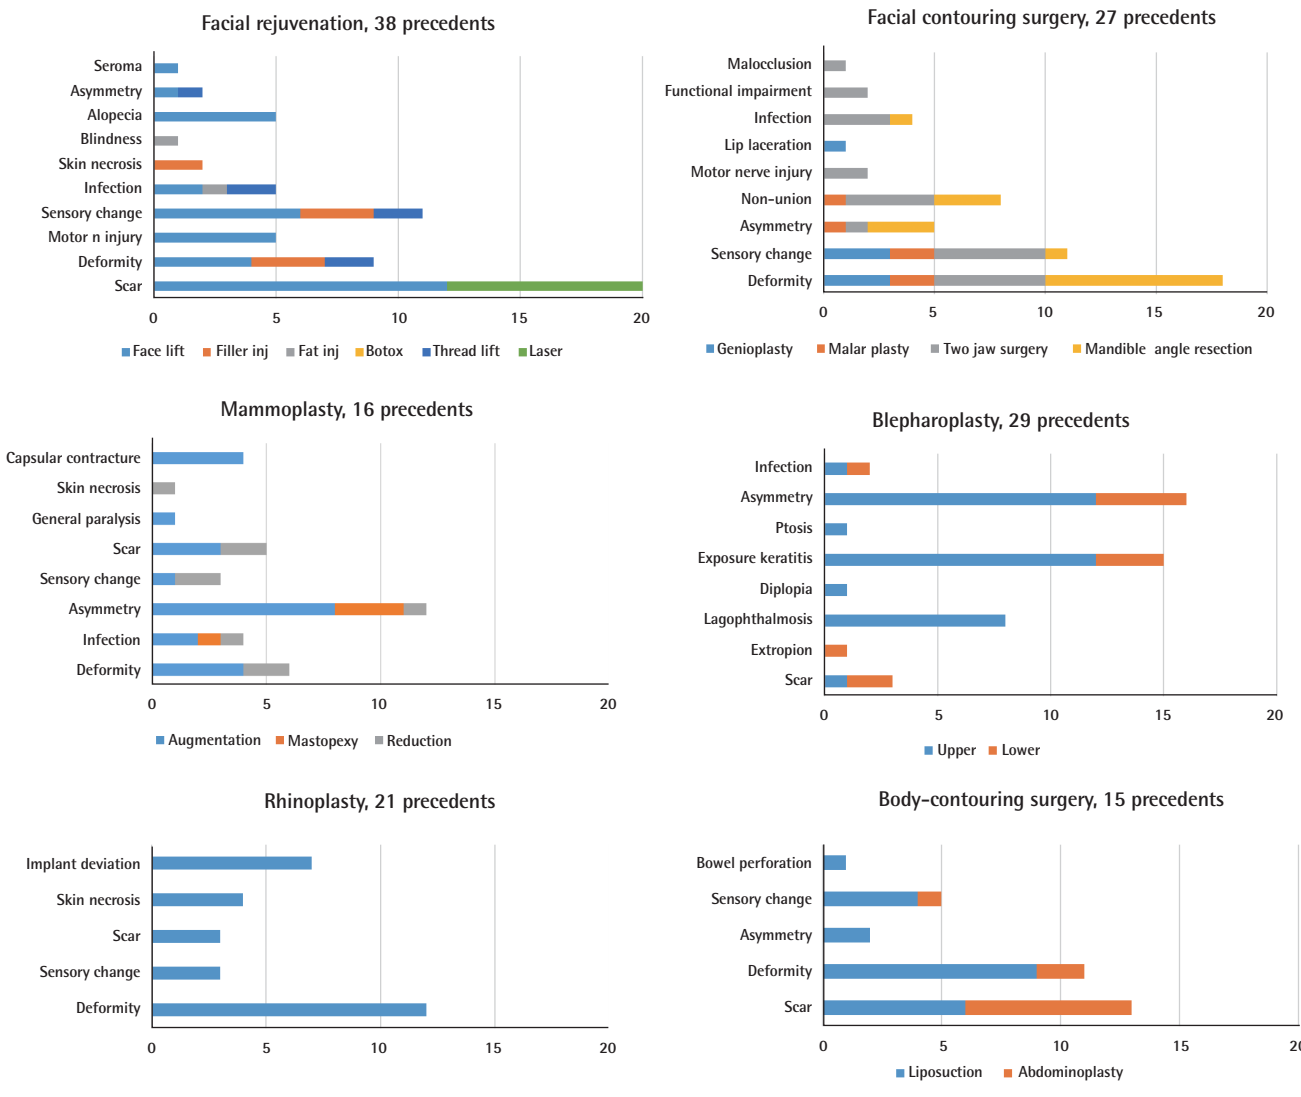 Facial rejuvenation, 38 precedents
Seroma
Asymmetry
Alopecia
Blindness
Skin necrosis
Infection
Sensory change
Motor n injury
Deformity
Scar
0 5 10 15 20
Face lift Filler inj Fat inj Botox Thread lift Laser
Facial contouring surgery, 27 precedents
Malocclusion
Functional impairment
Infection
Lip laceration
Motor nerve injury
Non-union
Asymmetry
Sensory change
Deformity
0 5 10 15 20
Genioplasty Malar plasty Two jaw surgery Mandible angle resection
Mammoplasty, 16 precedents
Capsular contracture
Skin necrosis
General paralysis
Scar
Sensory change
Asymmetry
Infection
Deformity
0 5 10 15 20
Augmentation Mastopexy Reduction
Blepharoplasty, 29 precedents
Infection
Asymmetry
Ptosis
Exposure keratitis
Diplopia
Lagophthalmosis
Extropion
Scar
0 5 10 15 20
Upper Lower
Rhinoplasty, 21 precedents
Implant deviation
Skin necrosis
Scar
Sensory change
Deformity
0 5 10 15 20
Body-contouring surgery, 15 precedents
Bowel perforation
Sensory change
Asymmetry
Deformity
Scar
0 5 10 15 20
Liposuction Abdominoplasty